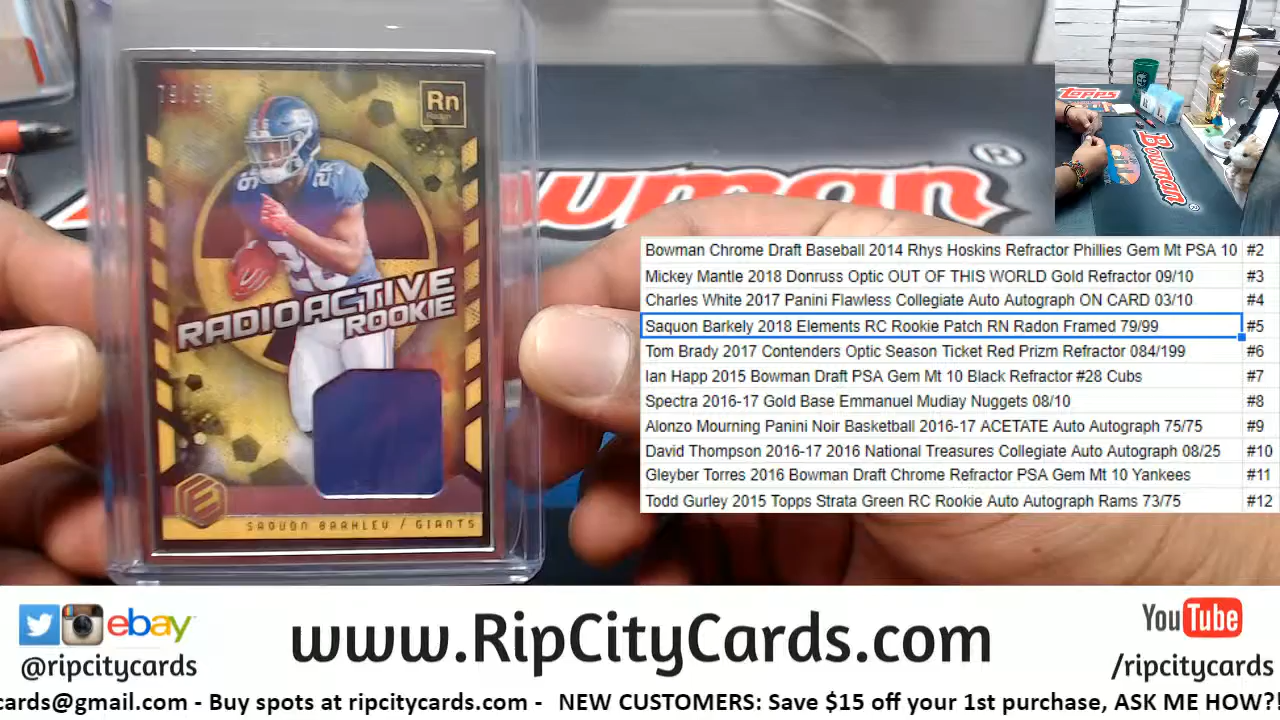 79/99
Rn
Radon
26
26
26
RADIOACTIVE
ROOKIE
SAQUON BARKLEY / GIANTS
Bowman
®
Topps
Bowman
®
Bowman Chrome Draft Baseball 2014 Rhys Hoskins Refractor Phillies Gem Mt PSA 10 #2
Mickey Mantle 2018 Donruss Optic OUT OF THIS WORLD Gold Refractor 09/10 #3
Charles White 2017 Panini Flawless Collegiate Auto Autograph ON CARD 03/10 #4
Saquon Barkely 2018 Elements RC Rookie Patch RN Radon Framed 79/99 #5
Tom Brady 2017 Contenders Optic Season Ticket Red Prizm Refractor 084/199 #6
Ian Happ 2015 Bowman Draft PSA Gem Mt 10 Black Refractor #28 Cubs #7
Spectra 2016-17 Gold Base Emmanuel Mudiay Nuggets 08/10 #8
Alonzo Mourning Panini Noir Basketball 2016-17 ACETATE Auto Autograph 75/75 #9
David Thompson 2016-17 2016 National Treasures Collegiate Auto Autograph 08/25 #10
Gleyber Torres 2016 Bowman Draft Chrome Refractor PSA Gem Mt 10 Yankees #11
Todd Gurley 2015 Topps Strata Green RC Rookie Auto Autograph Rams 73/75 #12
ebay
@ripcitycards
www.RipCityCards.com
YouTube
/ripcitycards
cards@gmail.com - Buy spots at ripcitycards.com - NEW CUSTOMERS: Save $15 off your 1st purchase, ASK ME HOW?!